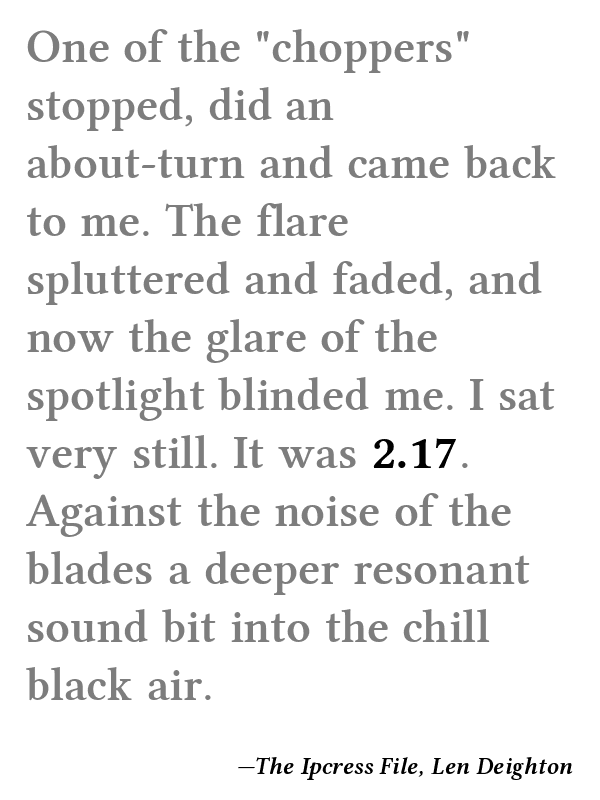 One of the "choppers"
stopped, did an
about-turn and came back
to me. The flare
spluttered and faded, and
now the glare of the
spotlight blinded me. I sat
very still. It was 2.17.
Against the noise of the
blades a deeper resonant
sound bit into the chill
black air.
—The Ipcress File, Len Deighton